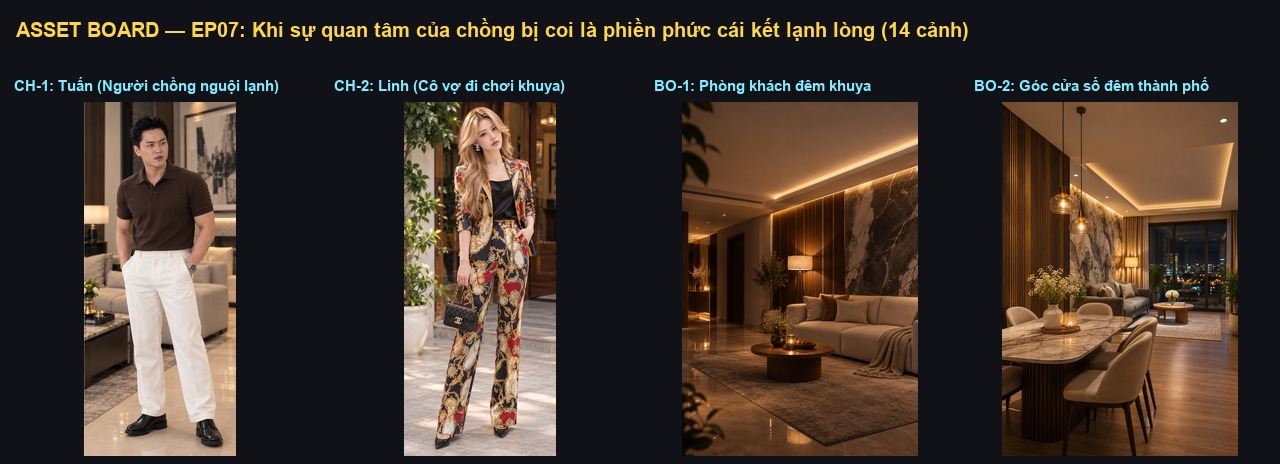 ASSET BOARD — EP07: Khi sự quan tâm của chồng bị coi là phiền phức cái kết lạnh lòng (14 cảnh)
CH-1: Tuấn (Người chồng nguội lạnh)
CH-2: Linh (Cô vợ đi chơi khuya)
BO-1: Phòng khách đêm khuya
BO-2: Góc cửa sổ đêm thành phố